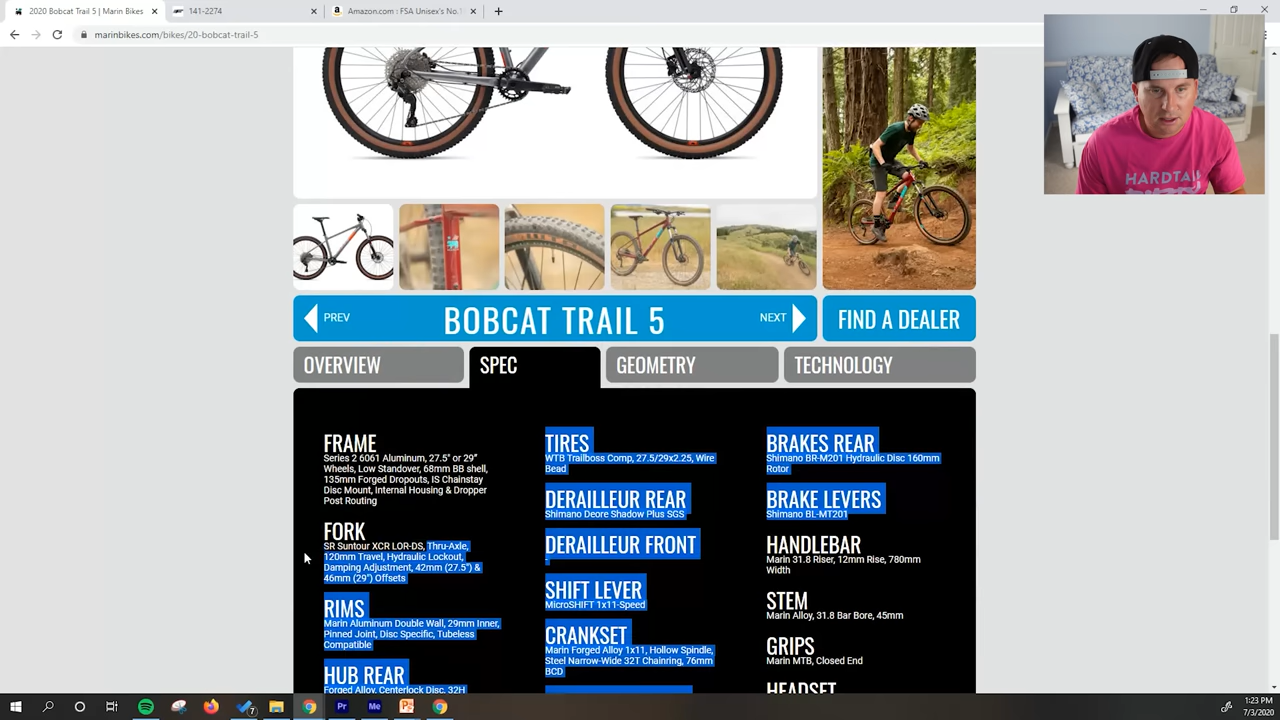 2020 Bobcat Trail 5 | Marin Bikes
141-2274
Amazon.com : FSA Unisex's No.
marinbikes.com/bikes/20-bobcat-trail-5
HARDTAIL
PREV
BOBCAT TRAIL 5
NEXT
FIND A DEALER
OVERVIEW
SPEC
GEOMETRY
TECHNOLOGY
FRAME
Series 2 6061 Aluminum, 27.5" or 29"
Wheels, Low Standover, 68mm BB shell,
135mm Forged Dropouts, IS Chainstay
Disc Mount, Internal Housing & Dropper
Post Routing
FORK
SR Suntour XCR LOR-DS, Thru-Axle,
120mm Travel, Hydraulic Lockout,
Damping Adjustment, 42mm (27.5") &
46mm (29") Offsets
RIMS
Marin Aluminum Double Wall, 29mm Inner,
Pinned Joint, Disc Specific, Tubeless
Compatible
HUB REAR
Forged Alloy, Centerlock Disc, 32H
TIRES
WTB Trailboss Comp, 27.5/29x2.25, Wire
Bead
DERAILLEUR REAR
Shimano Deore Shadow Plus SGS
DERAILLEUR FRONT
-
SHIFT LEVER
MicroSHIFT 1x11-Speed
CRANKSET
Marin Forged Alloy 1x11, Hollow Spindle,
Steel Narrow-Wide 32T Chainring, 76mm
BCD
BRAKES REAR
Shimano BR-M201 Hydraulic Disc 160mm
Rotor
BRAKE LEVERS
Shimano BL-MT201
HANDLEBAR
Marin 31.8 Riser, 12mm Rise, 780mm
Width
STEM
Marin Alloy, 31.8 Bar Bore, 45mm
GRIPS
Marin MTB, Closed End
HEADSET
1:23 PM
7/3/2020